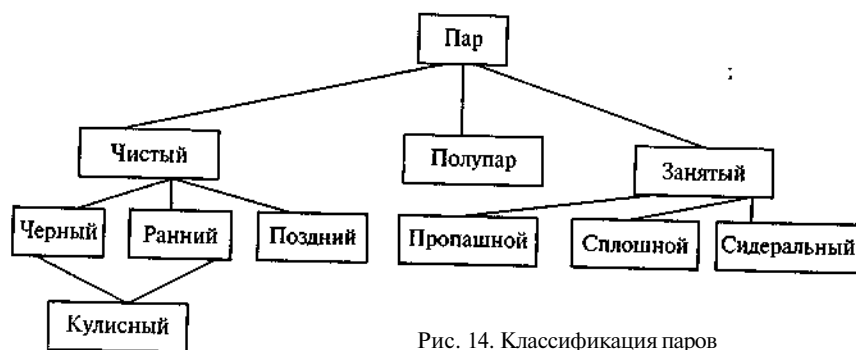 Пар
Чистый
Полупар
Занятый
Черный
Ранний
Поздний
Пропашной
Сплошной
Сидеральный
Кулисный
Рис. 14. Классификация паров